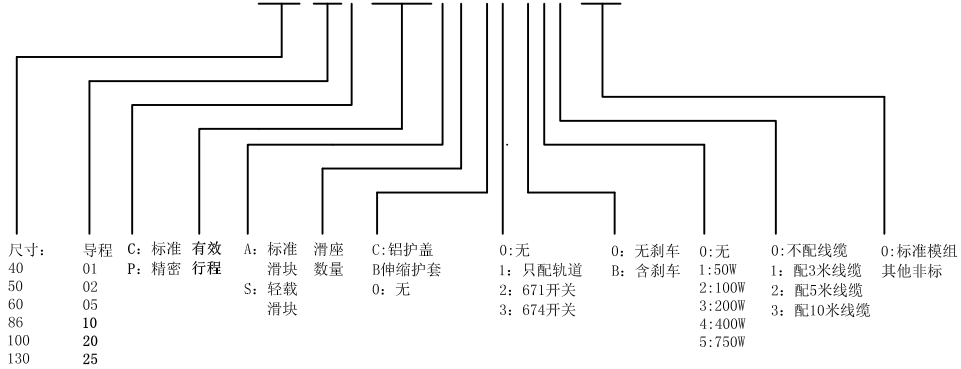 尺寸:
40
50
60
86
100
130
导程
01
02
05
10
20
25
C: 标准
P: 精密
有效
行程
A: 标准
滑块
S: 轻载
滑块
滑座
数量
C:铝护盖
B伸缩护套
0: 无
0:无
1: 只配轨道
2: 671开关
3: 674开关
0: 无刹车
B: 含刹车
0:无
1:50W
2:100W
3:200W
4:400W
5:750W
0:不配线缆
1: 配3米线缆
2: 配5米线缆
3: 配10米线缆
0:标准模组
其他非标